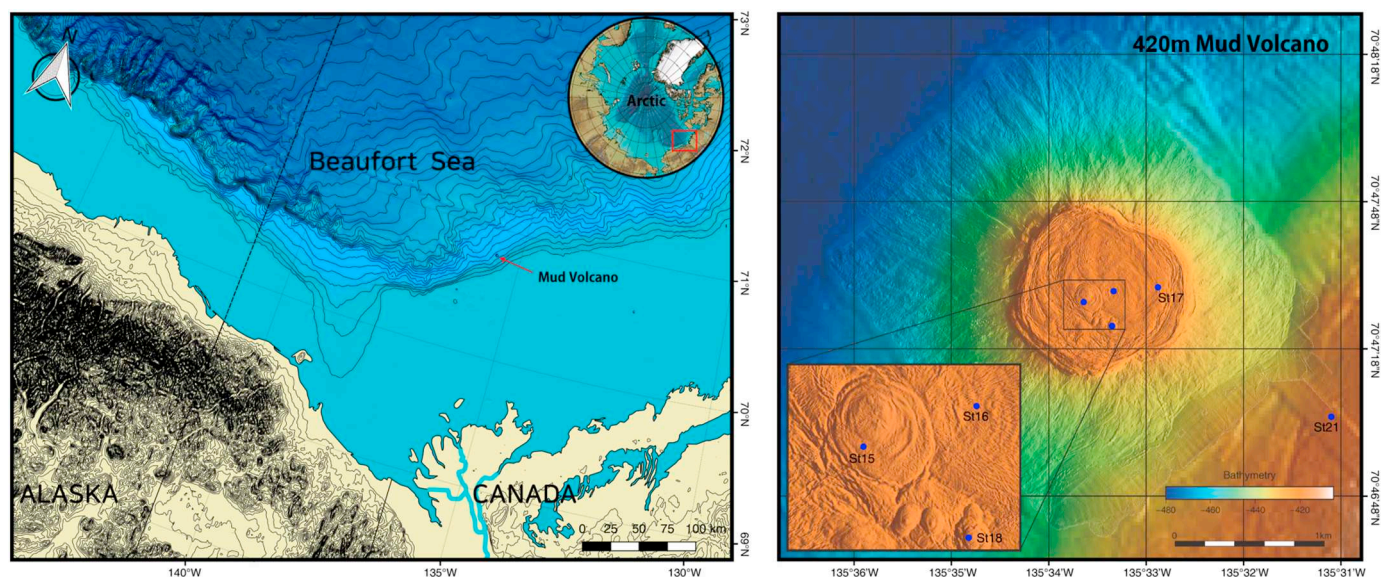 N
Arctic
Beaufort Sea
Mud Volcano
ALASKA
CANADA
0 25 50 75 100 km
140°W
135°W
130°W
73°N
72°N
71°N
70°N
69°N
420m Mud Volcano
St17
St16
St15
St18
St21
Bathymetry
-480 -460 -440 -420
0 1km
135°36'W
135°35'W
135°34'W
135°33'W
135°32'W
135°31'W
70°48'18"N
70°47'48"N
70°47'18"N
70°46'48"N